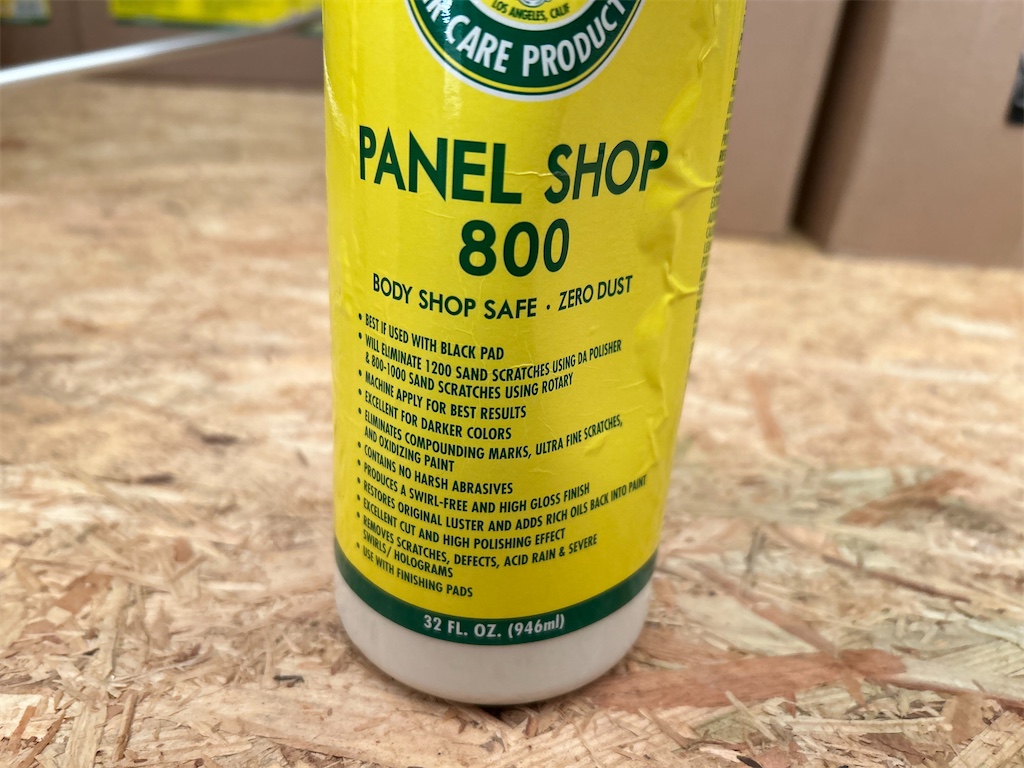 LOS ANGELES, CALIF
CARE PRODUCT
PANEL SHOP
800
BODY SHOP SAFE · ZERO DUST
• BEST IF USED WITH BLACK PAD
• WILL ELIMINATE 1200 SAND SCRATCHES USING DA POLISHER
& 800-1000 SAND SCRATCHES USING ROTARY
• MACHINE APPLY FOR BEST RESULTS
• EXCELLENT FOR DARKER COLORS
• ELIMINATES COMPOUNDING MARKS, ULTRA FINE SCRATCHES,
AND OXIDIZING PAINT
• CONTAINS NO HARSH ABRASIVES
• PRODUCES A SWIRL-FREE AND HIGH GLOSS FINISH
• RESTORES ORIGINAL LUSTER AND ADDS RICH OILS BACK INTO PAINT
• EXCELLENT CUT AND HIGH POLISHING EFFECT
• REMOVES SCRATCHES, DEFECTS, ACID RAIN & SEVERE
SWIRLS/ HOLOGRAMS
• USE WITH FINISHING PADS
32 FL. OZ. (946ml)